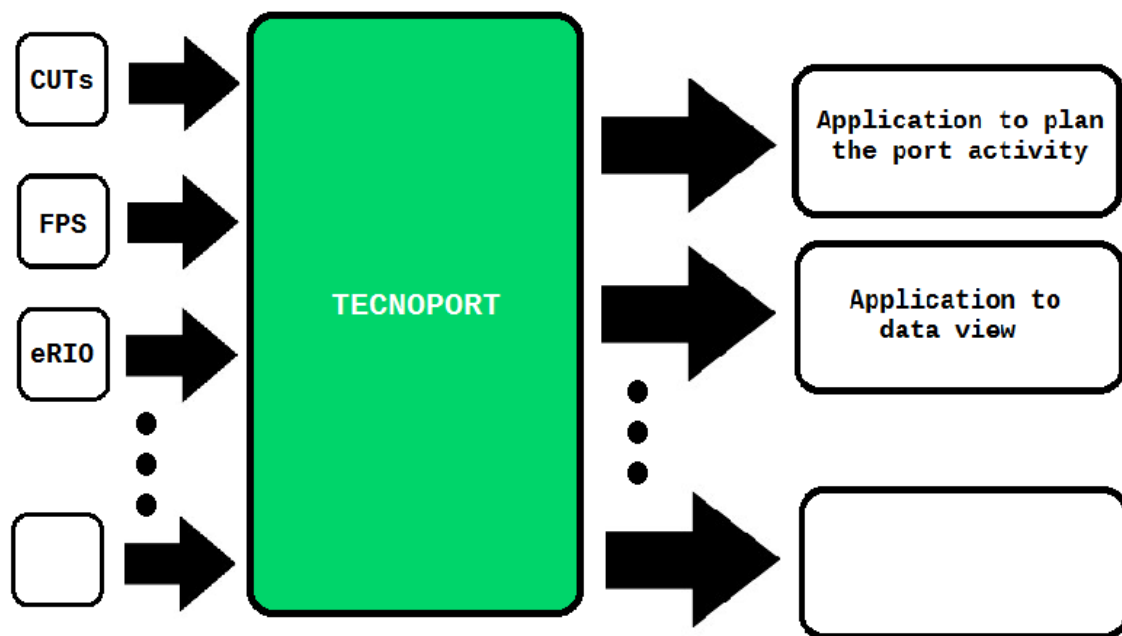 CUTs
FPS
eRIO
TECNOPORT
Application to plan
the port activity
Application to
data view